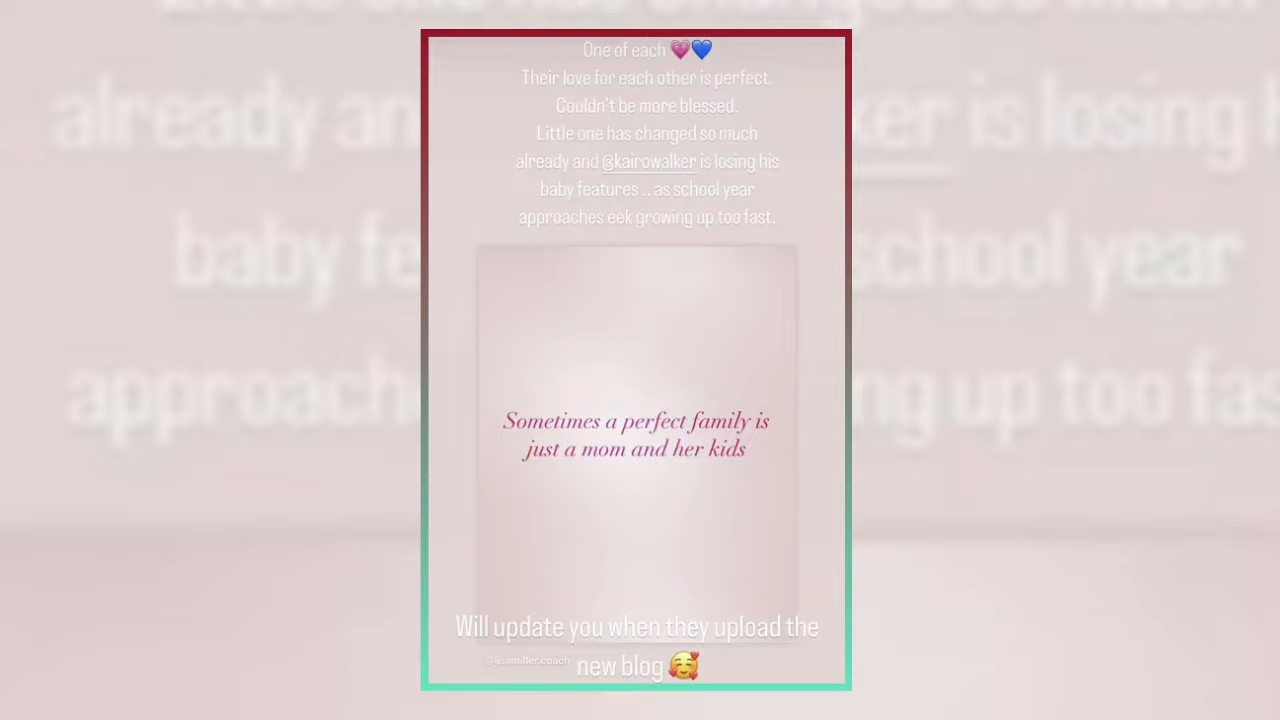 One of each 💗💙
Their love for each other is perfect.
Couldn't be more blessed.
Little one has changed so much
already and @kairowalker is losing his
baby features .. as school year
approaches eek growing up too fast.
Sometimes a perfect family is
just a mom and her kids
Will update you when they upload the
@lisamiller.coach
new blog 🥰